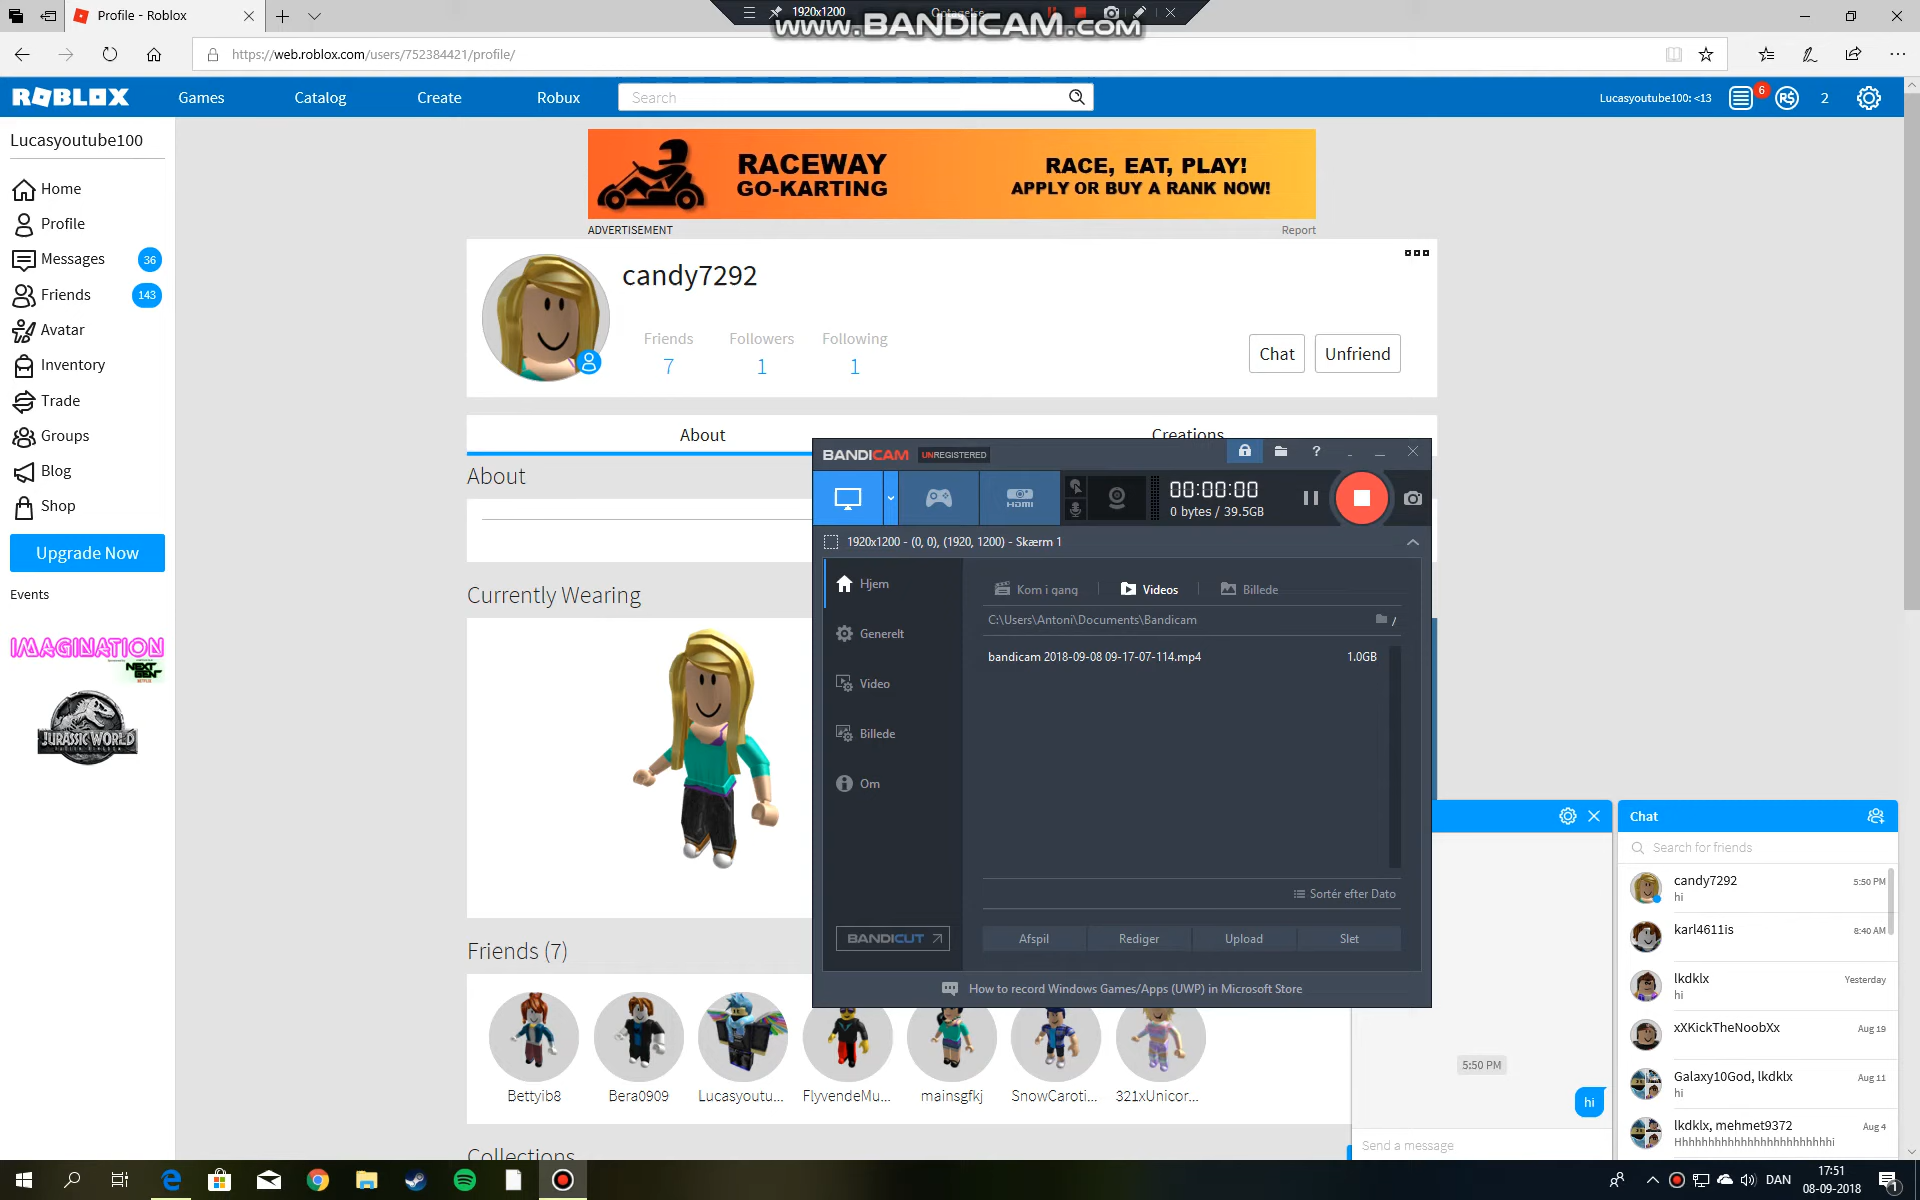 Profile - Roblox
1920x1200
www.BANDICAM.com
https://web.roblox.com/users/752384421/profile/
ROBLOX
Games
Catalog
Create
Robux
Search
Lucasyoutube100: <13
6
2
Lucasyoutube100
Home
Profile
Messages 36
Friends 143
Avatar
Inventory
Trade
Groups
Blog
Shop
Upgrade Now
Events
IMAGINATION
NEXT GEN
JURASSIC WORLD
RACEWAY
GO-KARTING
RACE, EAT, PLAY!
APPLY OR BUY A RANK NOW!
ADVERTISEMENT
Report
candy7292
Friends Followers Following
7 1 1
Chat
Unfriend
About
Creations
About
Currently Wearing
Friends (7)
Bettyib8
Bera0909
Lucasyoutu...
FlyvendeMu...
mainsgfkj
SnowCaroti...
321xUnicor...
Collections
BANDICAM UNREGISTERED
HDMI
00:00:00
0 bytes / 39.5GB
1920x1200 - (0, 0), (1920, 1200) - Skærm 1
Hjem
Generelt
Video
Billede
Om
BANDICUT
Kom i gang
Videos
Billede
C:\Users\Antoni\Documents\Bandicam
/
bandicam 2018-09-08 09-17-07-114.mp4 1.0GB
Sortér efter Dato
Afspil
Rediger
Upload
Slet
How to record Windows Games/Apps (UWP) in Microsoft Store
5:50 PM
hi
Send a message
Chat
Search for friends
candy7292 5:50 PM
hi
karl4611is 8:40 AM
lkdklx Yesterday
hi
xXKickTheNoobXx Aug 19
Galaxy10God, lkdklx Aug 11
hi
lkdklx, mehmet9372 Aug 4
Hhhhhhhhhhhhhhhhhhhhhhhhi
DAN
17:51
08-09-2018
1